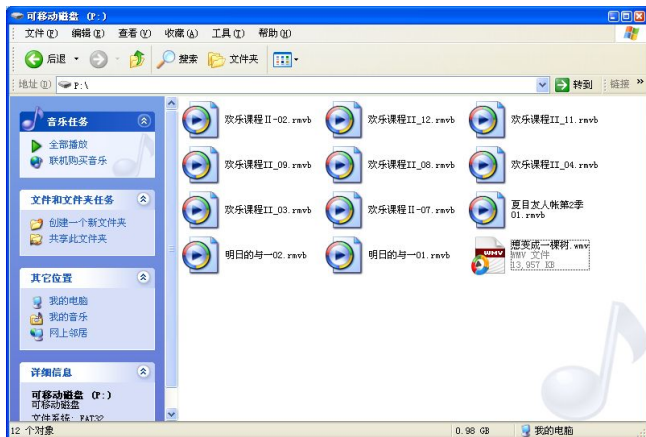 可移动磁盘 (P:)
文件(F) 编辑(E) 查看(V) 收藏(A) 工具(T) 帮助(H)
后退 搜索 文件夹
地址(D) P:\ 转到 链接 »
音乐任务
全部播放
联机购买音乐
文件和文件夹任务
创建一个新文件夹
共享此文件夹
其它位置
我的电脑
我的音乐
网上邻居
详细信息
可移动磁盘 (P:)
可移动磁盘
文件系统: FAT32
欢乐课程II-02.rmvb 欢乐课程II_12.rmvb 欢乐课程II_11.rmvb
欢乐课程II_09.rmvb 欢乐课程II_08.rmvb 欢乐课程II_04.rmvb
欢乐课程II_03.rmvb 欢乐课程II-07.rmvb 夏目友人帐第2季
01.rmvb
明日的与一02.rmvb 明日的与一01.rmvb 想变成一棵树.wmv
WMV
WMV 文件
13,957 KB
12 个对象 0.98 GB 我的电脑